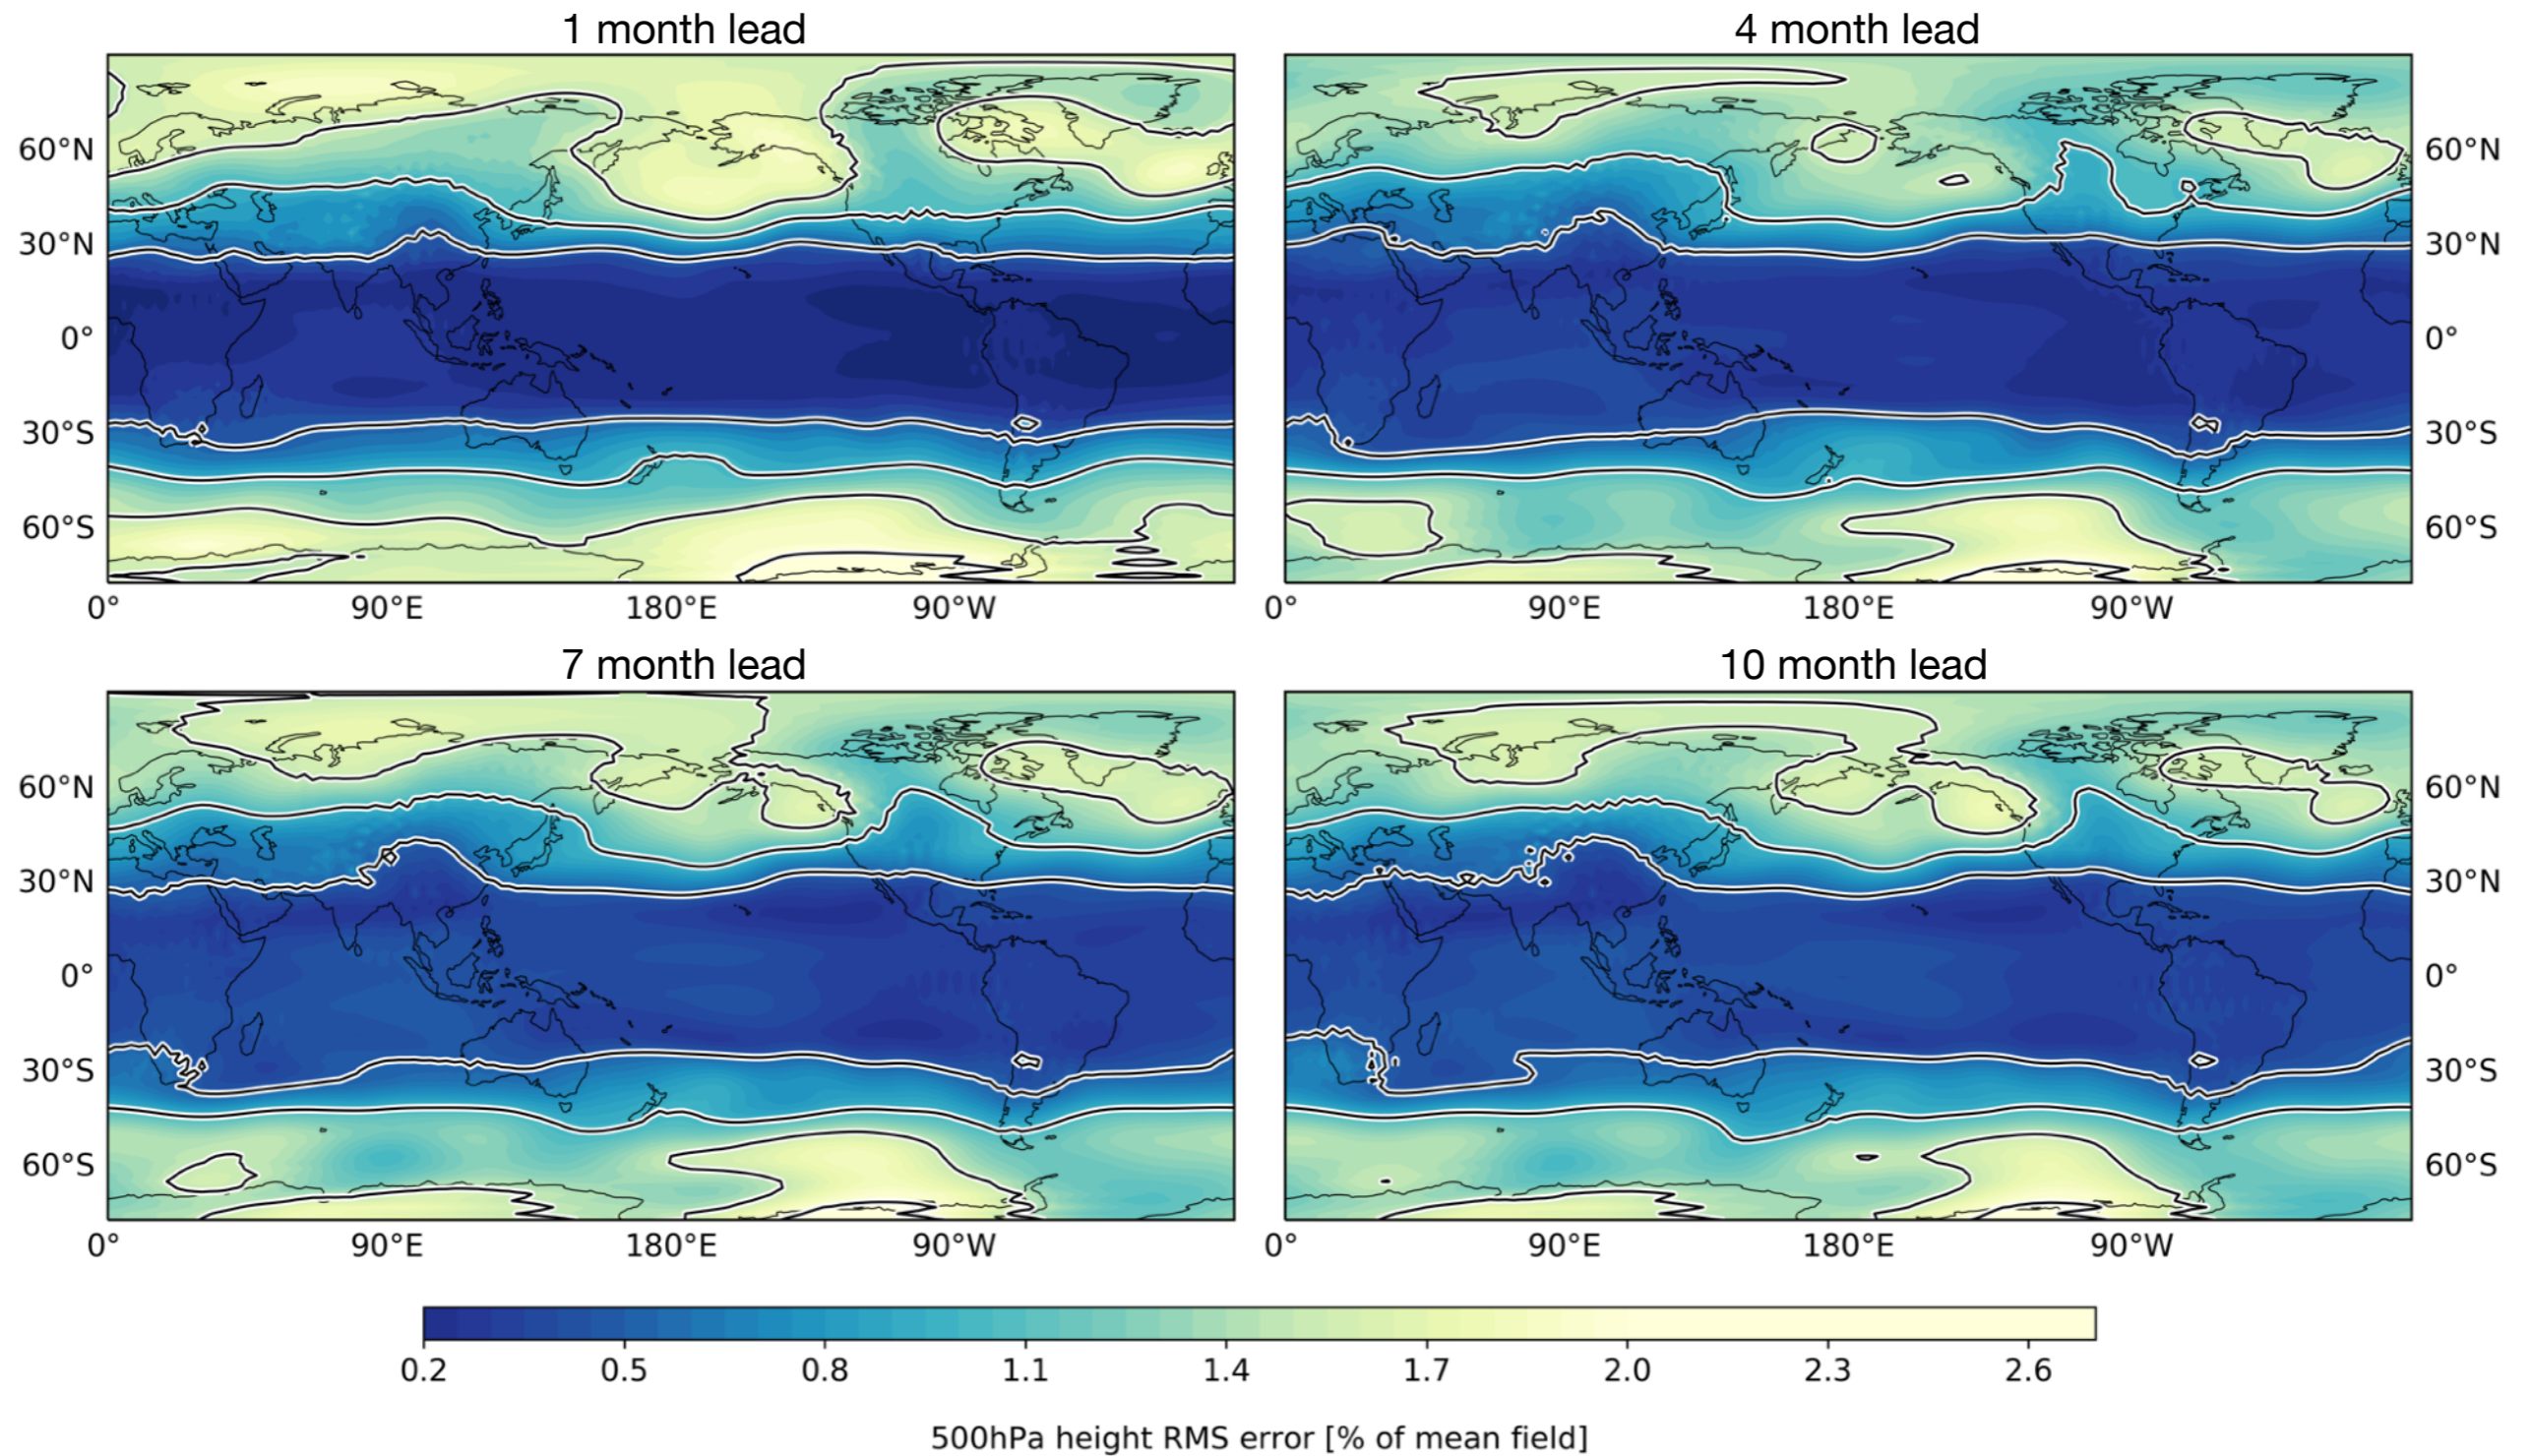 1 month lead
4 month lead
60°N
30°N
0°
30°S
60°S
60°N
30°N
0°
30°S
60°S
0° 90°E 180°E 90°W
0° 90°E 180°E 90°W
7 month lead
10 month lead
60°N
30°N
0°
30°S
60°S
60°N
30°N
0°
30°S
60°S
0° 90°E 180°E 90°W
0° 90°E 180°E 90°W
0.2 0.5 0.8 1.1 1.4 1.7 2.0 2.3 2.6
500hPa height RMS error [% of mean field]